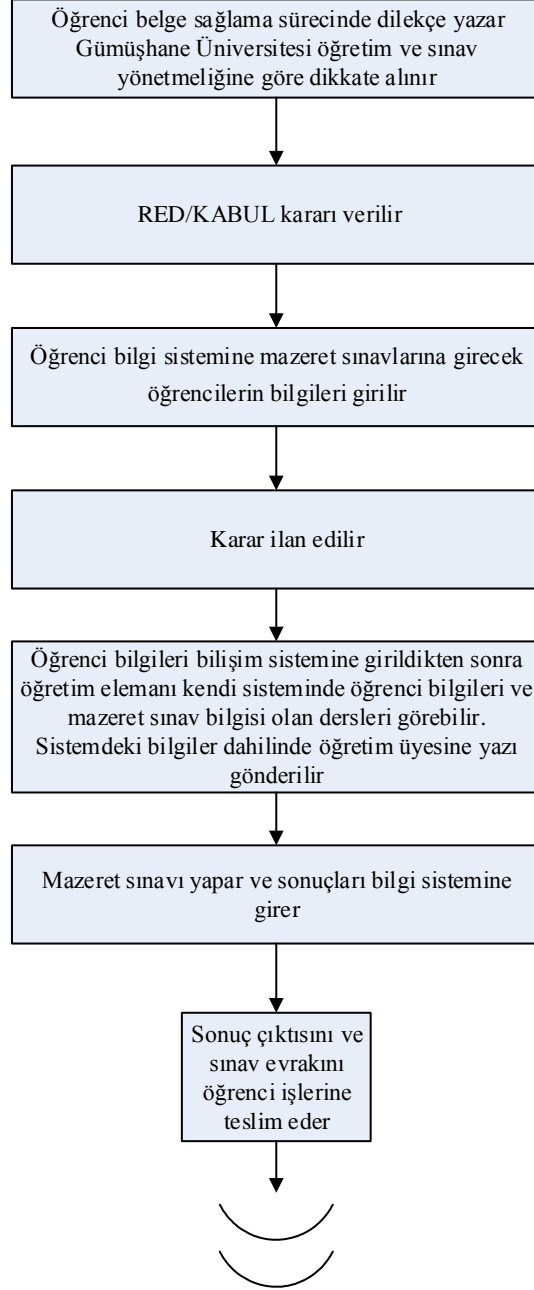 Öğrenci belge sağlama sürecinde dilekçe yazar
Gümüşhane Üniversitesi öğretim ve sınav
yönetmeliğine göre dikkate alınır
RED/KABUL kararı verilir
Öğrenci bilgi sistemine mazeret sınavlarına girecek
öğrencilerin bilgileri girilir
Karar ilan edilir
Öğrenci bilgileri bilişim sistemine girildikten sonra
öğretim elemanı kendi sisteminde öğrenci bilgileri ve
mazeret sınav bilgisi olan dersleri görebilir.
Sistemdeki bilgiler dahilinde öğretim üyesine yazı
gönderilir
Mazeret sınavı yapar ve sonuçları bilgi sistemine
girer
Sonuç çıktısını ve
sınav evrakını
öğrenci işlerine
teslim eder